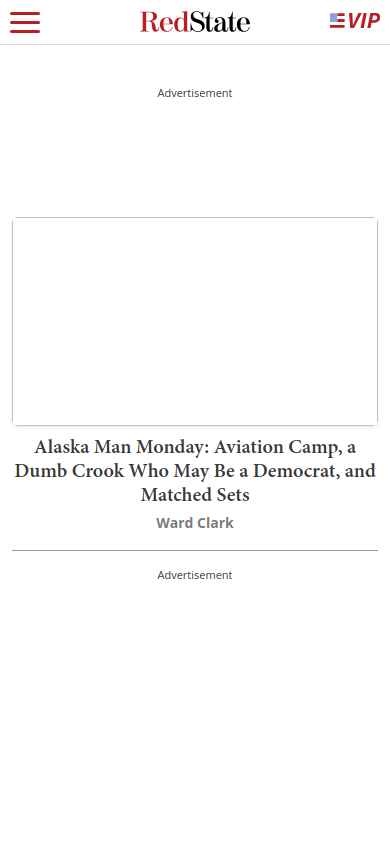 RedState
VIP
Advertisement
Alaska Man Monday: Aviation Camp, a
Dumb Crook Who May Be a Democrat, and
Matched Sets
Ward Clark
Advertisement